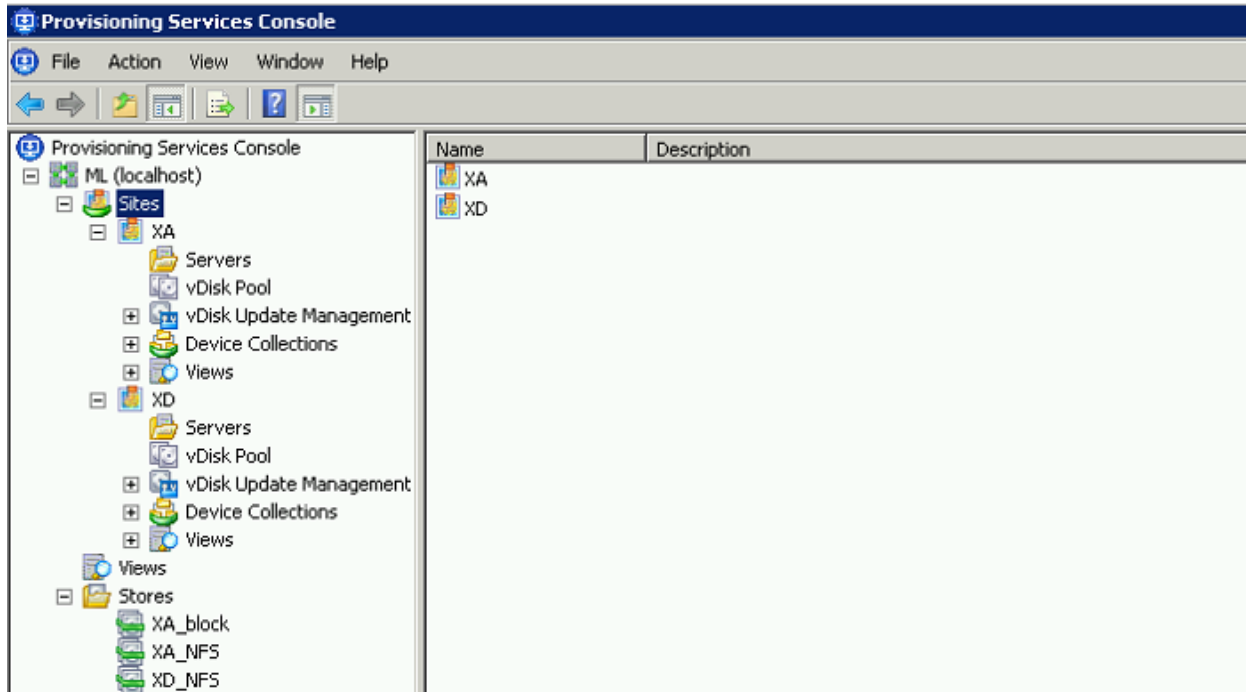 Provisioning Services Console
File Action View Window Help
Provisioning Services Console
ML (localhost)
Sites
XA
Servers
vDisk Pool
vDisk Update Management
Device Collections
Views
XD
Servers
vDisk Pool
vDisk Update Management
Device Collections
Views
Views
Stores
XA_block
XA_NFS
XD_NFS
Name Description
XA
XD